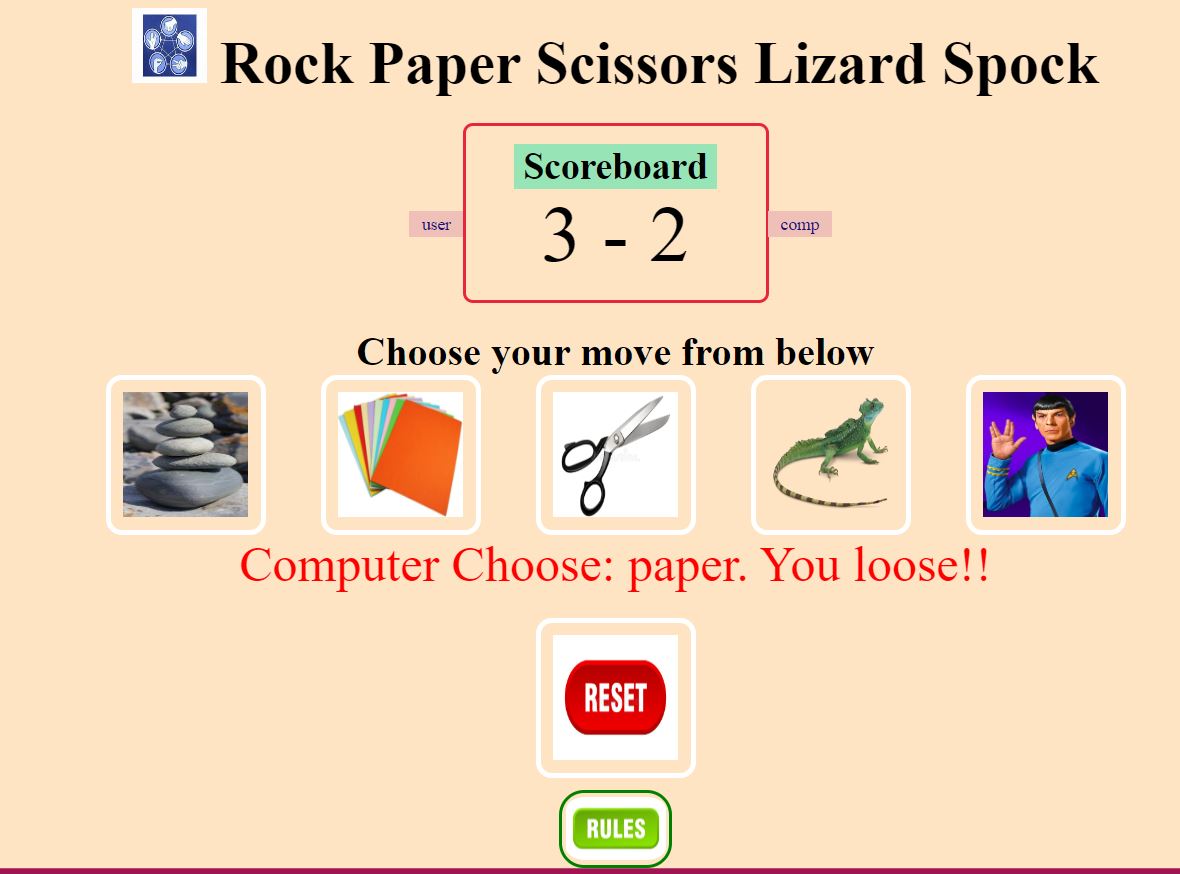 Rock Paper Scissors Lizard Spock
Scoreboard
user
3 - 2
comp
Choose your move from below
Computer Choose: paper. You loose!!
RESET
RULES